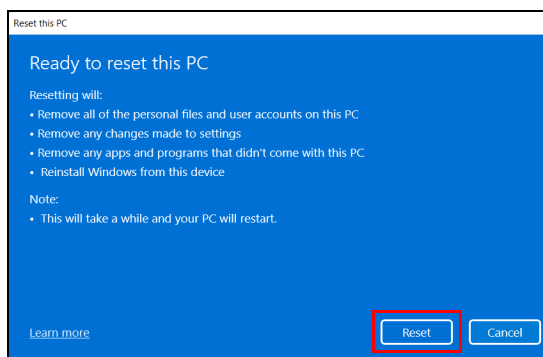 Reset this PC
Ready to reset this PC
Resetting will:
• Remove all of the personal files and user accounts on this PC
• Remove any changes made to settings
• Remove any apps and programs that didn't come with this PC
• Reinstall Windows from this device
Note:
• This will take a while and your PC will restart.
Learn more
Reset
Cancel